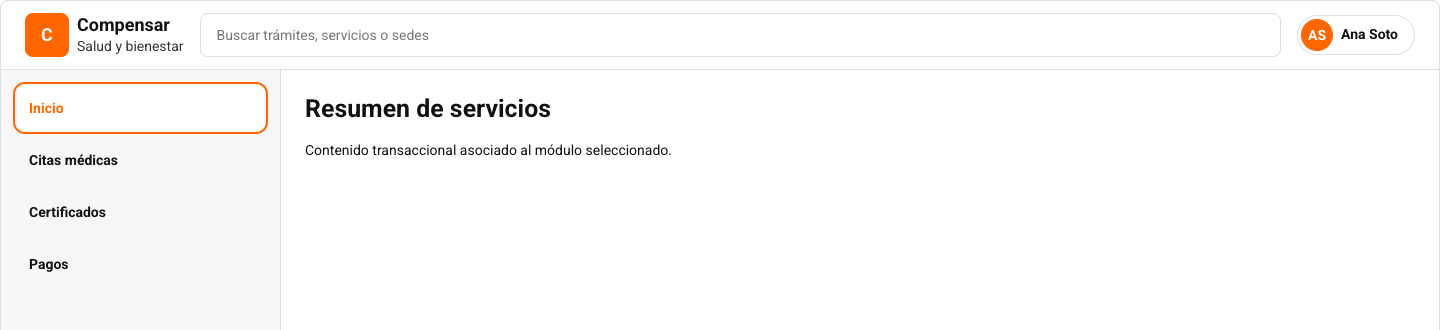 C
Compensar
Salud y bienestar
Buscar trámites, servicios o sedes
AS
Ana Soto
Inicio
Citas médicas
Certificados
Pagos
Resumen de servicios
Contenido transaccional asociado al módulo seleccionado.